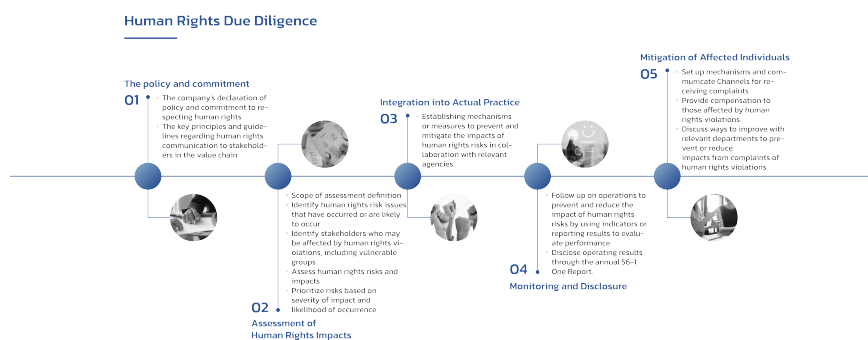 Human Rights Due Diligence
The policy and commitment
01
The company's declaration of
policy and commitment to re-
specting human rights
The key principles and guide-
lines regarding human rights
communication to stakehold-
ers in the value chain
Scope of assessment definition
Identify human rights risk issues
that have occurred or are likely
to occur
Identify stakeholders who may
be affected by human rights vi-
olations, including vulnerable
groups
Assess human rights risks and
impacts
Prioritize risks based on
severity of impact and
likelihood of occurrence
02
Assessment of
Human Rights Impacts
Integration into Actual Practice
03
Establishing mechanisms
or measures to prevent and
mitigate the impacts of
human rights risks in col-
laboration with relevant
agencies
Follow up on operations to
prevent and reduce the
impact of human rights
risks by using indicators or
reporting results to evalu-
ate performance
Disclose operating results
through the annual 56-1
One Report.
04
Monitoring and Disclosure
Mitigation of Affected Individuals
05
Set up mechanisms and com-
municate Channels for re-
ceiving complaints
Provide compensation to
those affected by human
rights violations.
Discuss ways to improve with
relevant departments to pre-
vent or reduce
impacts from complaints of
human rights violations.